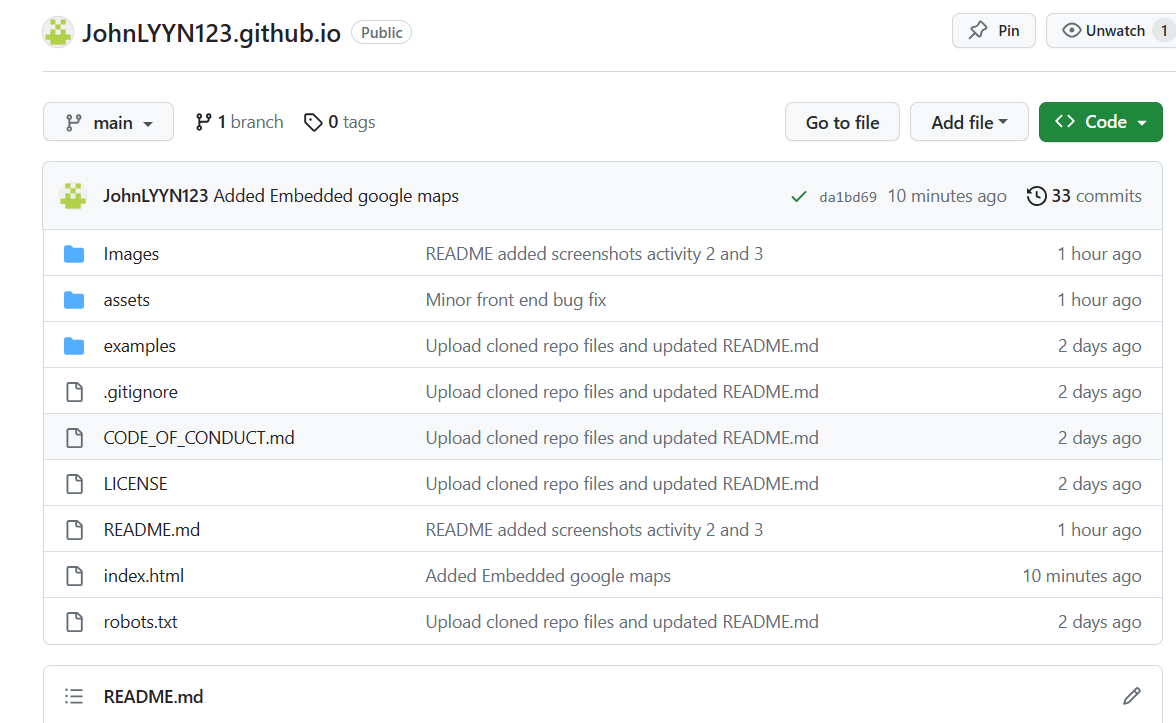 JohnLYYN123.github.io Public Pin Unwatch 1
main 1 branch 0 tags Go to file Add file Code
JohnLYYN123 Added Embedded google maps da1bd69 10 minutes ago 33 commits
Images README added screenshots activity 2 and 3 1 hour ago
assets Minor front end bug fix 1 hour ago
examples Upload cloned repo files and updated README.md 2 days ago
.gitignore Upload cloned repo files and updated README.md 2 days ago
CODE_OF_CONDUCT.md Upload cloned repo files and updated README.md 2 days ago
LICENSE Upload cloned repo files and updated README.md 2 days ago
README.md README added screenshots activity 2 and 3 1 hour ago
index.html Added Embedded google maps 10 minutes ago
robots.txt Upload cloned repo files and updated README.md 2 days ago
README.md